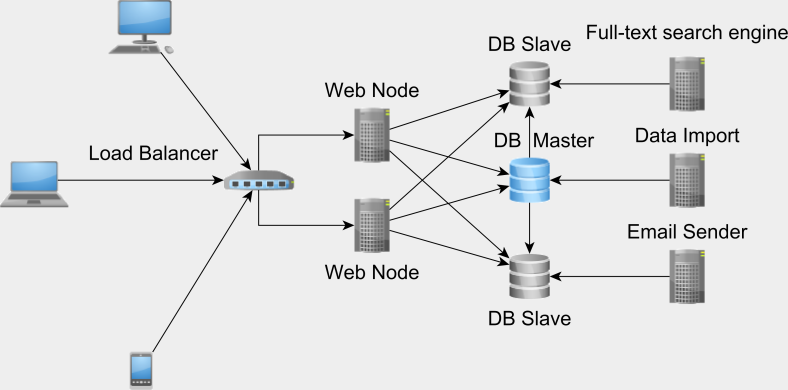 Full-text search engine
DB Slave
Web Node
DB Master
Data Import
Load Balancer
Email Sender
Web Node
DB Slave